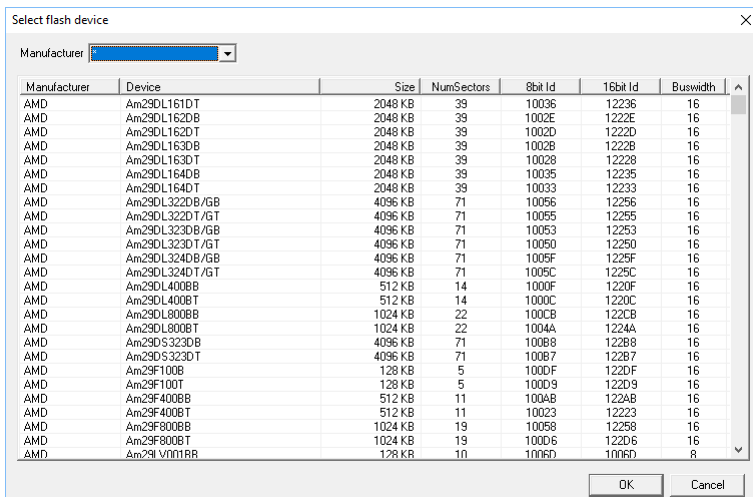 Select flash device
Manufacturer *
Manufacturer Device Size NumSectors 8bit Id 16bit Id Buswidth
AMD Am29DL161DT 2048 KB 39 10036 12236 16
AMD Am29DL162DB 2048 KB 39 1002E 1222E 16
AMD Am29DL162DT 2048 KB 39 1002D 1222D 16
AMD Am29DL163DB 2048 KB 39 1002B 1222B 16
AMD Am29DL163DT 2048 KB 39 10028 12228 16
AMD Am29DL164DB 2048 KB 39 10035 12235 16
AMD Am29DL164DT 2048 KB 39 10033 12233 16
AMD Am29DL322DB/GB 4096 KB 71 10056 12256 16
AMD Am29DL322DT/GT 4096 KB 71 10055 12255 16
AMD Am29DL323DB/GB 4096 KB 71 10053 12253 16
AMD Am29DL323DT/GT 4096 KB 71 10050 12250 16
AMD Am29DL324DB/GB 4096 KB 71 1005F 1225F 16
AMD Am29DL324DT/GT 4096 KB 71 1005C 1225C 16
AMD Am29DL400BB 512 KB 14 1000F 1220F 16
AMD Am29DL400BT 512 KB 14 1000C 1220C 16
AMD Am29DL800BB 1024 KB 22 100CB 122CB 16
AMD Am29DL800BT 1024 KB 22 1004A 1224A 16
AMD Am29DS323DB 4096 KB 71 100B8 122B8 16
AMD Am29DS323DT 4096 KB 71 100B7 122B7 16
AMD Am29F100B 128 KB 5 100DF 122DF 16
AMD Am29F100T 128 KB 5 100D9 122D9 16
AMD Am29F400BB 512 KB 11 100AB 122AB 16
AMD Am29F400BT 512 KB 11 10023 12223 16
AMD Am29F800BB 1024 KB 19 10058 12258 16
AMD Am29F800BT 1024 KB 19 100D6 122D6 16
AMD Am29LV001BB 128 KB 10 1006D 1006D 8
OK Cancel